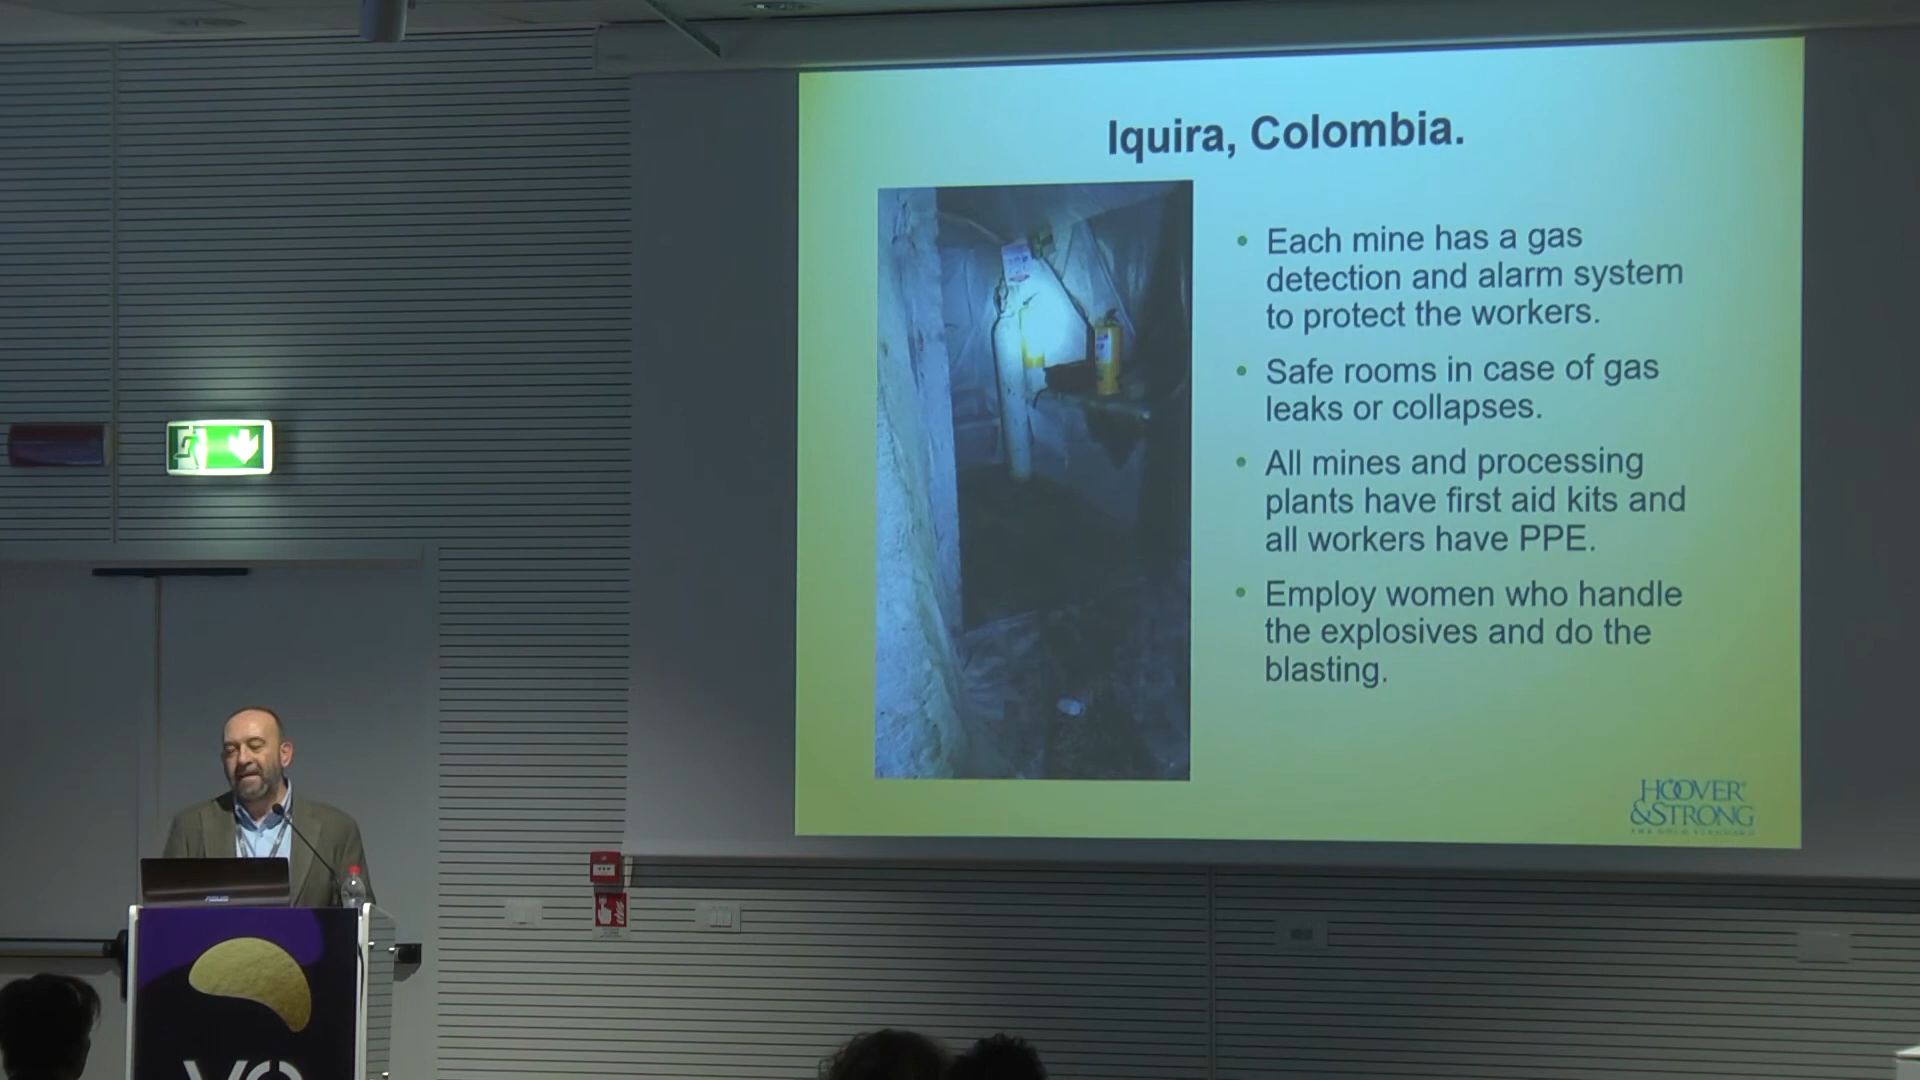 Iquira, Colombia.
• Each mine has a gas
detection and alarm system
to protect the workers.
• Safe rooms in case of gas
leaks or collapses.
• All mines and processing
plants have first aid kits and
all workers have PPE.
• Employ women who handle
the explosives and do the
blasting.
HOOVER
&STRONG
ASUS
VO